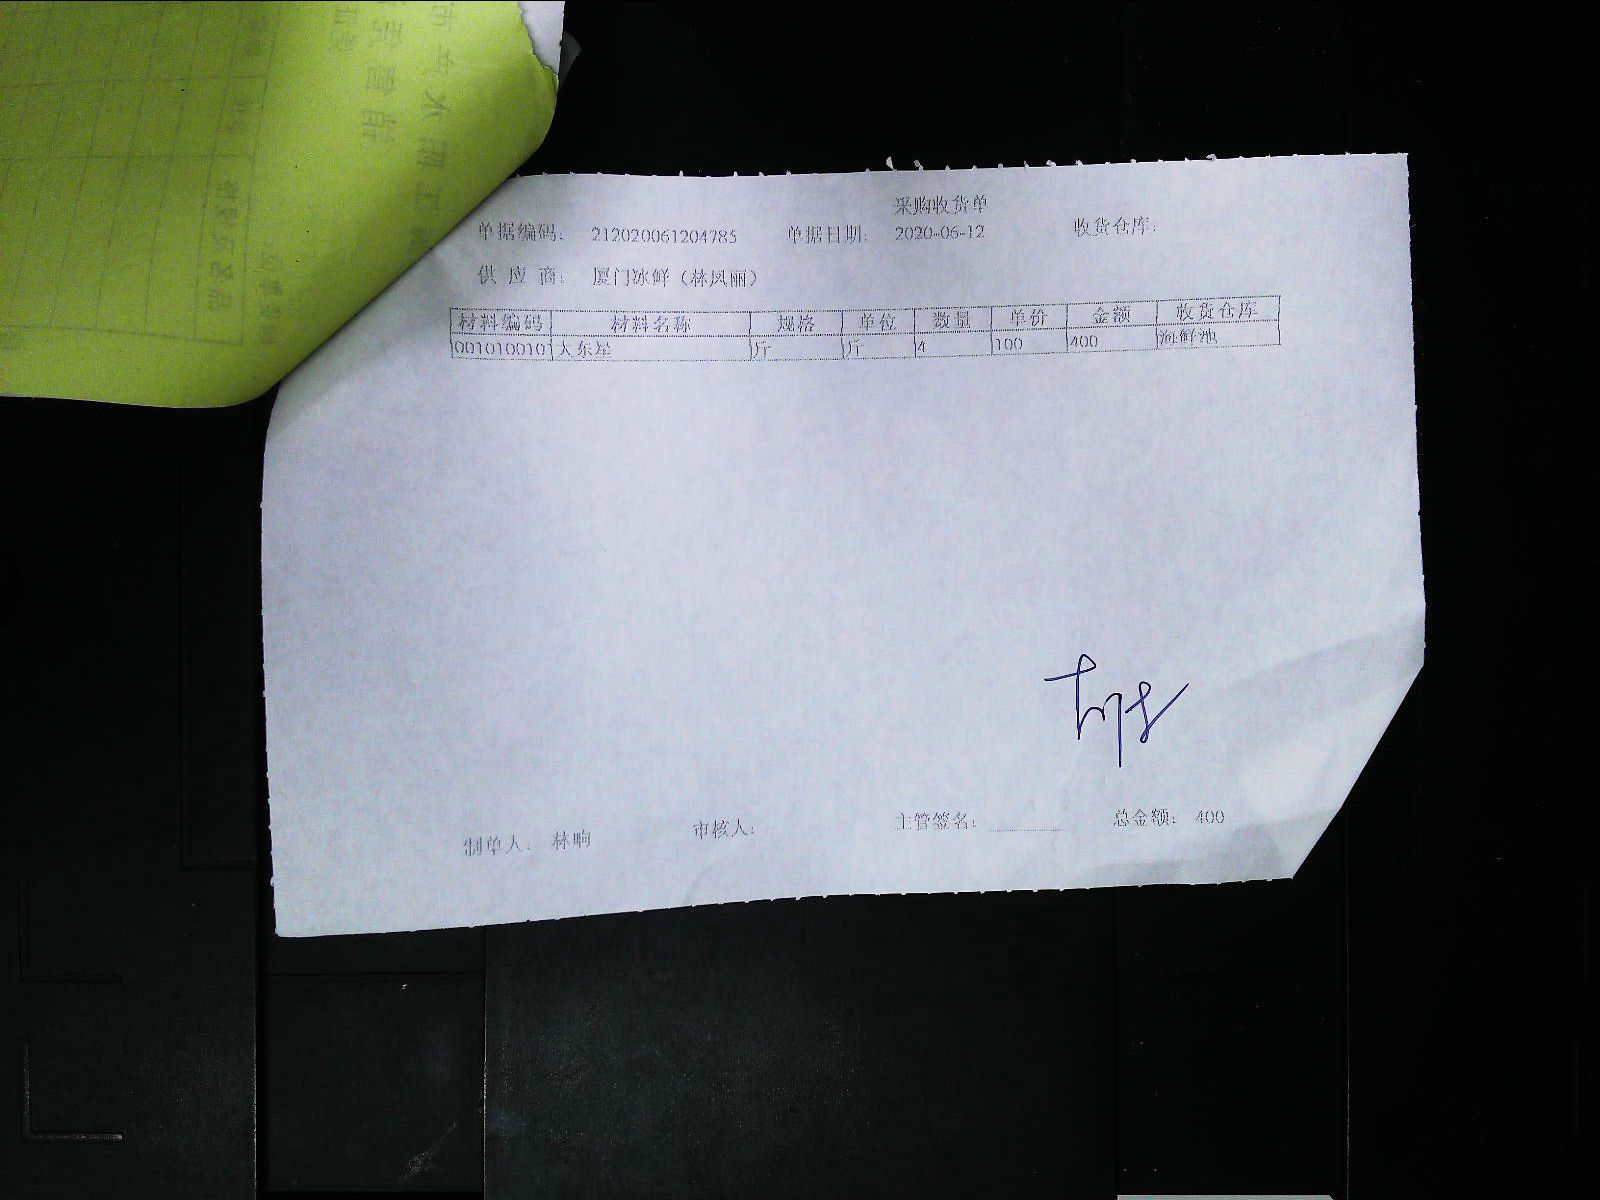 采购收货单
单据编码: 212020061204785 单据日期: 2020-06-12 收货仓库:
供应商: 厦门冰鲜（林凤丽）
材料编码 材料名称 规格 单位 数量 单价 金额 收货仓库
0010100101 大东星 斤 斤 4 100 400 海鲜池
制单人: 林响 审核人: 主管签名: 总金额: 400